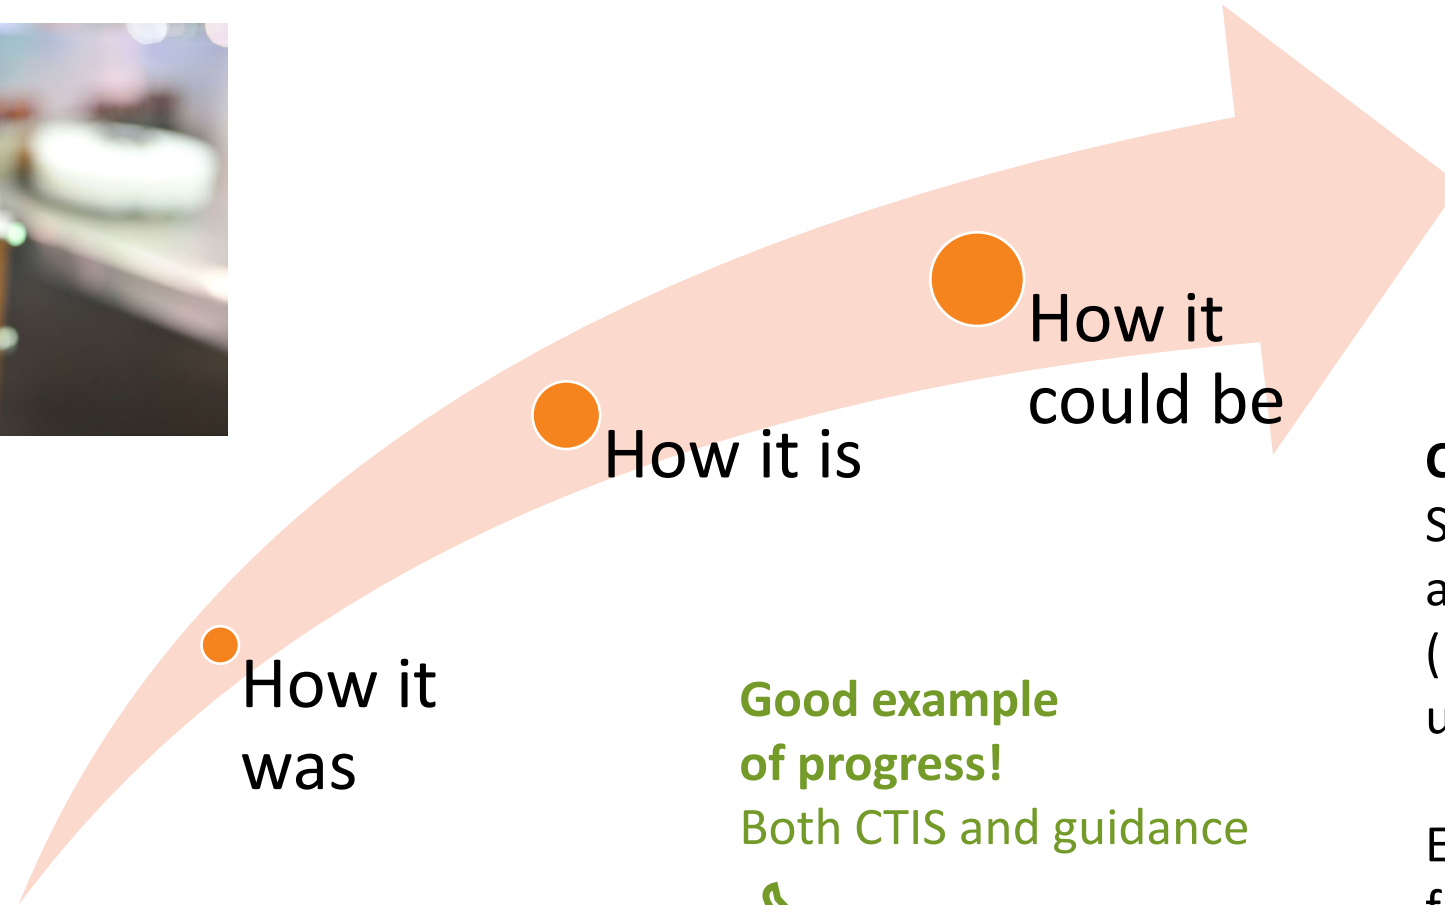 How it
was
How it is
How it
could be
Good example
of progress!
Both CTIS and guidance